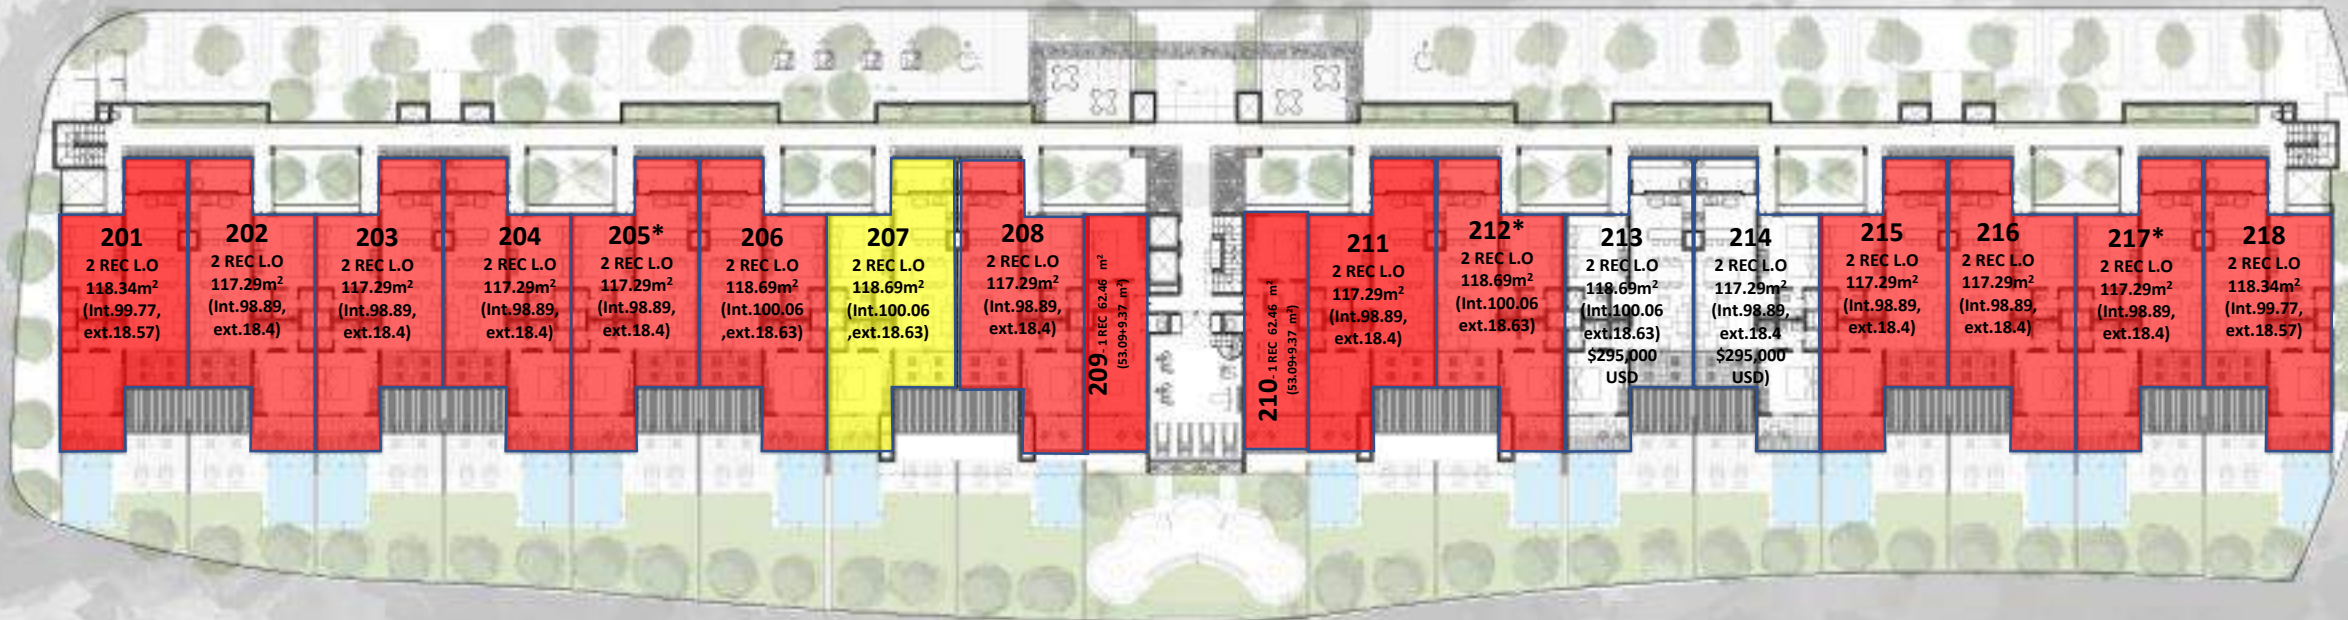 201
2 REC L.O
118.34m²
(Int.99.77,
ext.18.57)
202
2 REC L.O
117.29m²
(Int.98.89,
ext.18.4)
203
2 REC L.O
117.29m²
(Int.98.89,
ext.18.4)
204
2 REC L.O
117.29m²
(Int.98.89,
ext.18.4)
205*
2 REC L.O
117.29m²
(Int.98.89,
ext.18.4)
206
2 REC L.O
118.69m²
(Int.100.06
,ext.18.63)
207
2 REC L.O
118.69m²
(Int.100.06
,ext.18.63)
208
2 REC L.O
117.29m²
(Int.98.89,
ext.18.4)
209 - 1 REC 62.46 m²
(53.09+9.37 m²)
210 - 1 REC 62.46 m²
(53.09+9.37 m²)
211
2 REC L.O
117.29m²
(Int.98.89,
ext.18.4)
212*
2 REC L.O
118.69m²
(Int.100.06
ext.18.63)
213
2 REC L.O
118.69m²
(Int.100.06
ext.18.63)
$295,000
USD
214
2 REC L.O
117.29m²
(Int.98.89,
ext.18.4
$295,000
USD)
215
2 REC L.O
117.29m²
(Int.98.89,
ext.18.4)
216
2 REC L.O
117.29m²
(Int.98.89,
ext.18.4)
217*
2 REC L.O
117.29m²
(Int.98.89,
ext.18.4)
218
2 REC L.O
118.34m²
(Int.99.77,
ext.18.57)